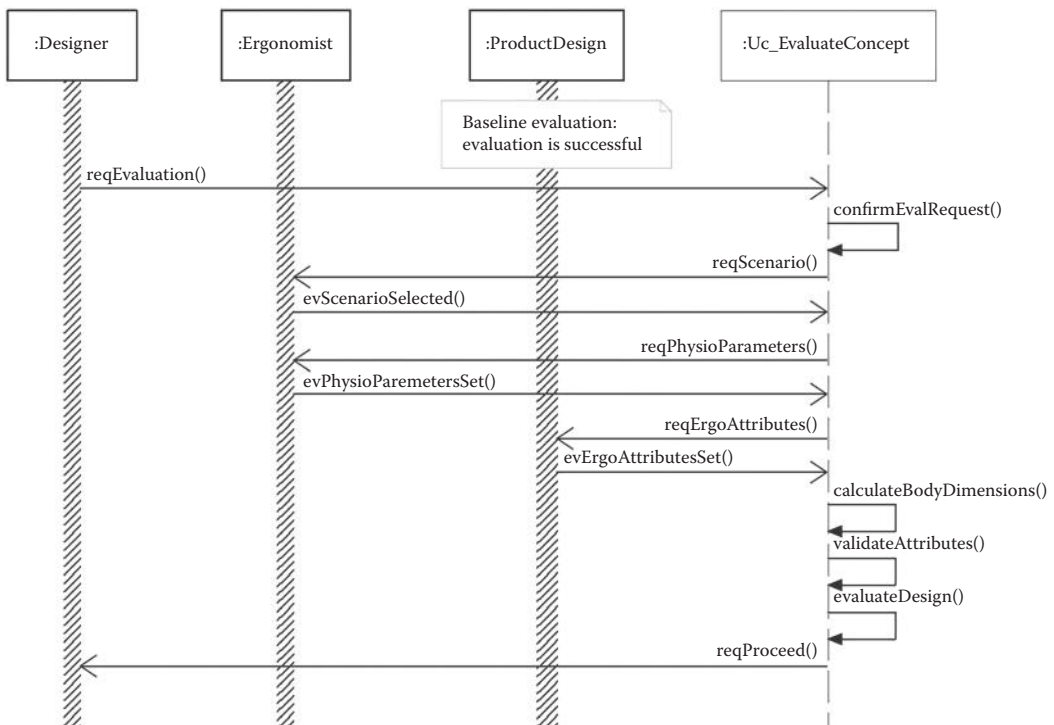 :Designer
:Ergonomist
:ProductDesign
:Uc_EvaluateConcept
Baseline evaluation:
evaluation is successful
reqEvaluation()
confirmEvalRequest()
reqScenario()
evScenarioSelected()
reqPhysioParameters()
evPhysioParemetersSet()
reqErgoAttributes()
evErgoAttributesSet()
calculateBodyDimensions()
validateAttributes()
evaluateDesign()
reqProceed()